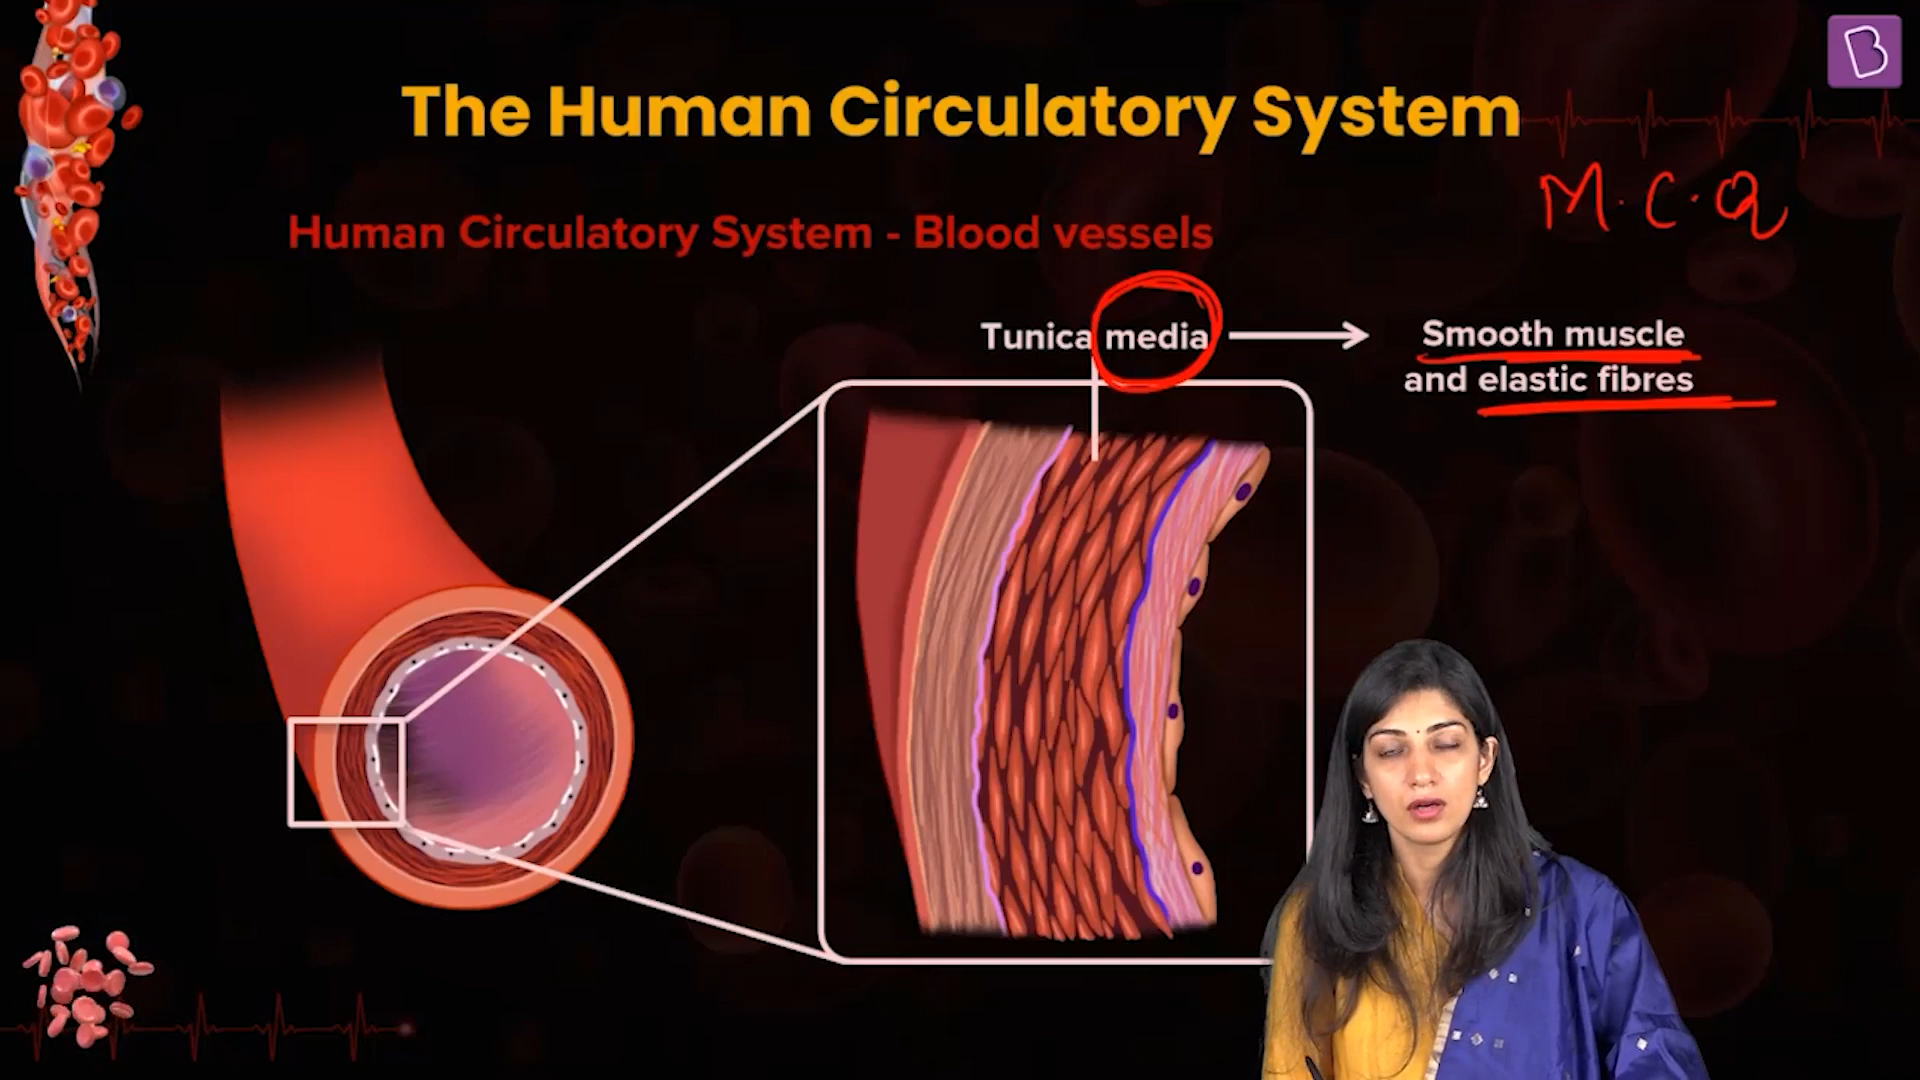 The Human Circulatory System
M.C.Q
Human Circulatory System - Blood vessels
Tunica media
Smooth muscle
and elastic fibres